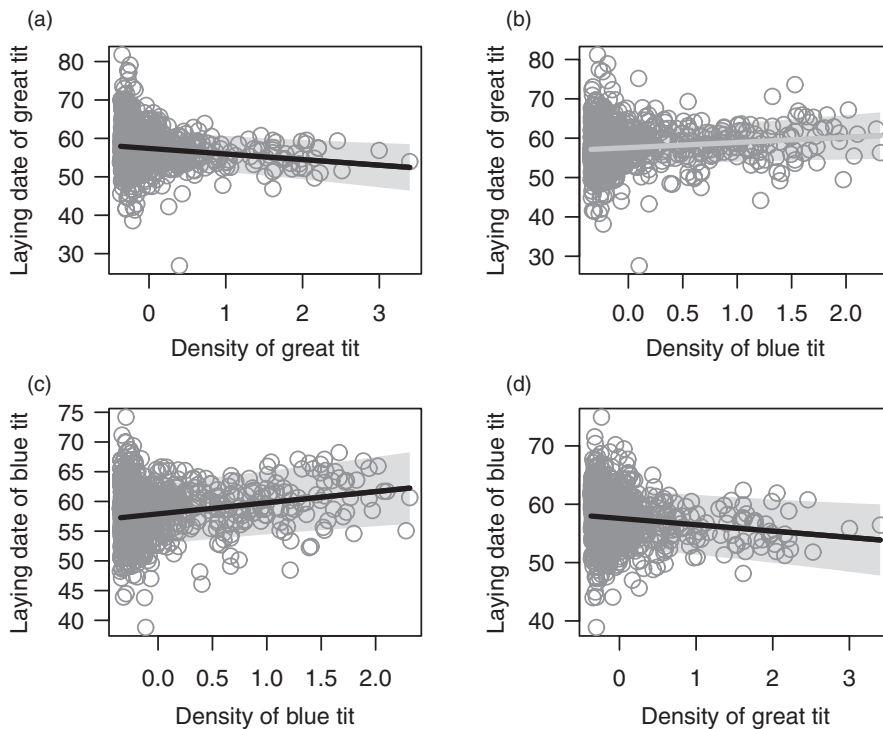 (a)
Laying date of great tit
80
70
60
50
40
30
0 1 2 3
Density of great tit
(b)
Laying date of great tit
80
70
60
50
40
30
0.0 0.5 1.0 1.5 2.0
Density of blue tit
(c)
Laying date of blue tit
75
70
65
60
55
50
45
40
0.0 0.5 1.0 1.5 2.0
Density of blue tit
(d)
Laying date of blue tit
70
60
50
40
0 1 2 3
Density of great tit